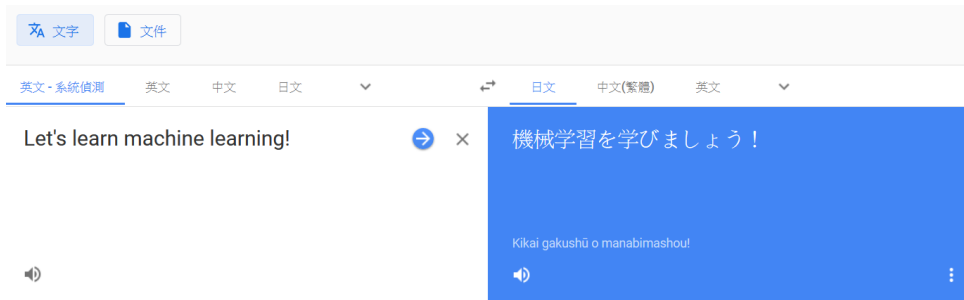 文字 文件
英文 - 系統偵測 英文 中文 日文 日文 中文(繁體) 英文
Let's learn machine learning!
機械学習を学びましょう！
Kikai gakushū o manabimashou!